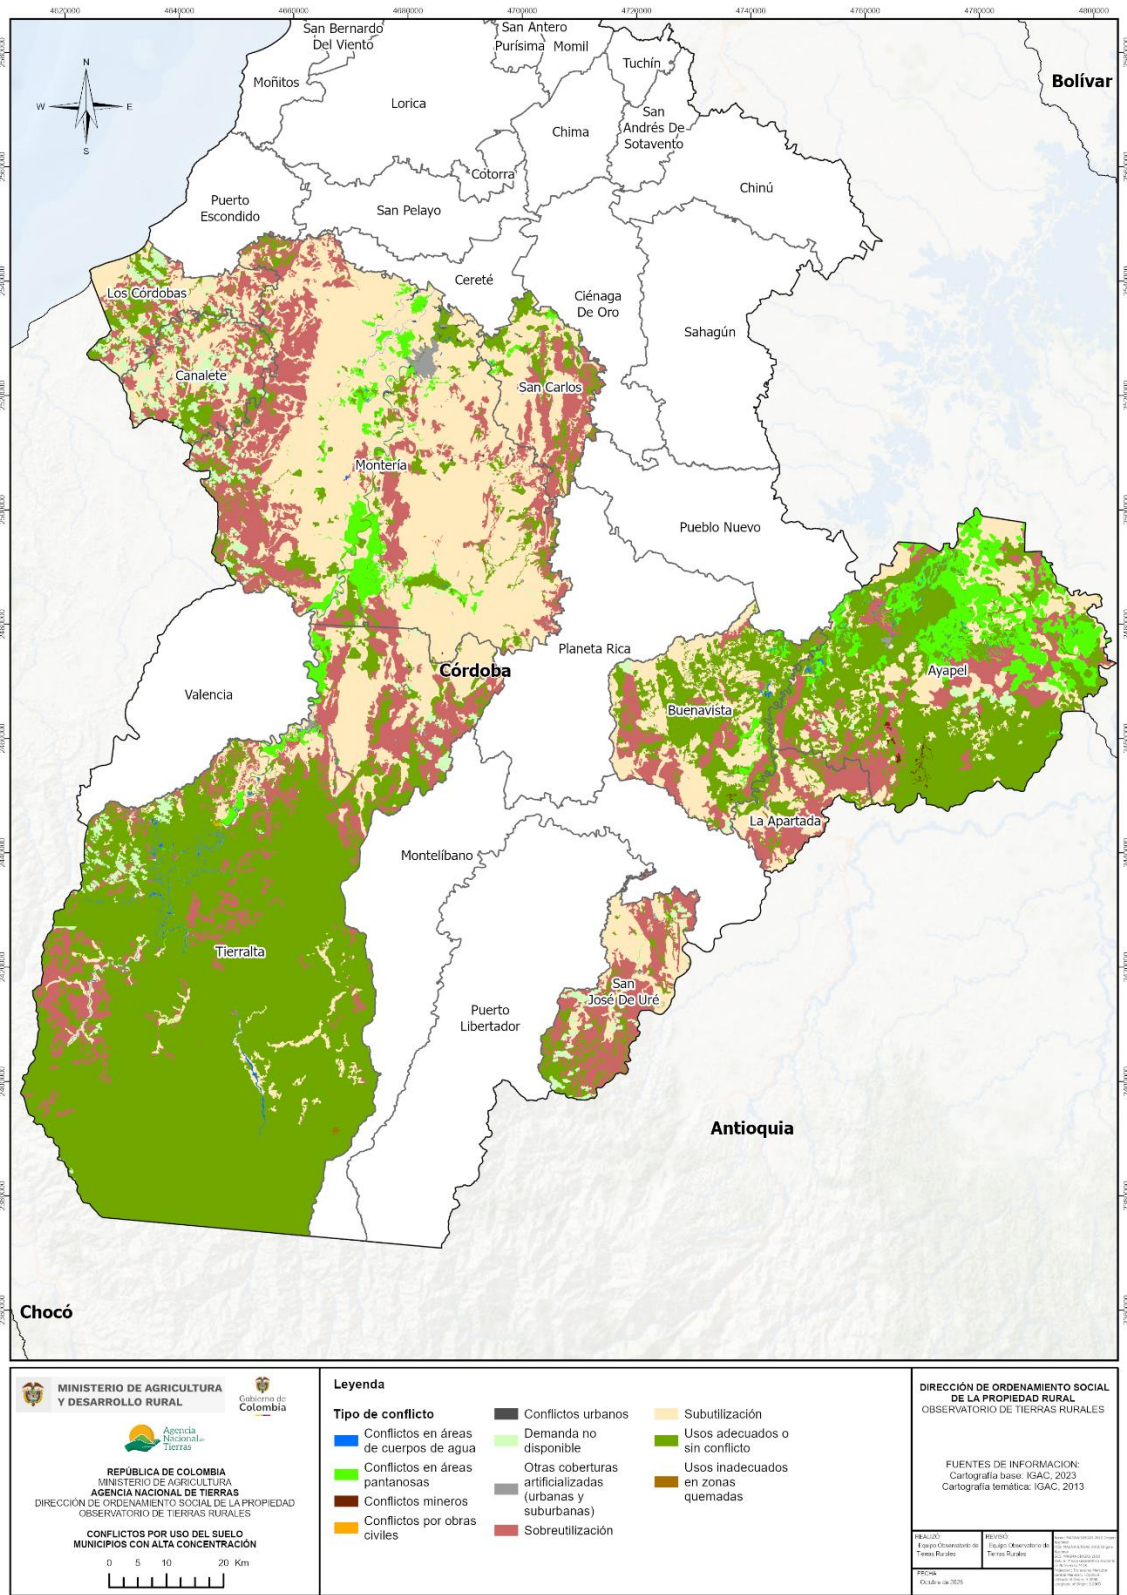 4620000 4640000 4660000 4680000 4700000 4720000 4740000 4760000 4780000 4800000
San Bernardo
Del Viento
San Antero
Purísima
Momil
Tuchín
Moñitos
Bolívar
N
W E
S
Lorica
Chima
San
Andrés De
Sotavento
Cotorra
Chinú
Puerto
Escondido
San Pelayo
Cereté
Ciénaga
De Oro
Los Córdobas
Sahagún
Canalete
San Carlos
Montería
Pueblo Nuevo
Planeta Rica
Córdoba
Ayapel
Valencia
Buenavista
La Apartada
Montelíbano
Tierralta
San
José De Uré
Puerto
Libertador
Antioquia
Chocó
MINISTERIO DE AGRICULTURA
Y DESARROLLO RURAL
Gobierno de
Colombia
Agencia
Nacional de
Tierras
REPÚBLICA DE COLOMBIA
MINISTERIO DE AGRICULTURA
AGENCIA NACIONAL DE TIERRAS
DIRECCIÓN DE ORDENAMIENTO SOCIAL DE LA PROPIEDAD
OBSERVATORIO DE TIERRAS RURALES
CONFLICTOS POR USO DEL SUELO
MUNICIPIOS CON ALTA CONCENTRACIÓN
0 5 10 20 Km
Leyenda
Tipo de conflicto
Conflictos en áreas
de cuerpos de agua
Conflictos en áreas
pantanosas
Conflictos mineros
Conflictos por obras
civiles
Conflictos urbanos
Demanda no
disponible
Otras coberturas
artificializadas
(urbanas y
suburbanas)
Sobreutilización
Subutilización
Usos adecuados o
sin conflicto
Usos inadecuados
en zonas
quemadas
DIRECCIÓN DE ORDENAMIENTO SOCIAL
DE LA PROPIEDAD RURAL
OBSERVATORIO DE TIERRAS RURALES
FUENTES DE INFORMACION:
Cartografía base: IGAC, 2023
Cartografía temática: IGAC, 2013
REALIZÓ:
Equipo Observatorio de
Tierras Rurales
REVISÓ:
Equipo Observatorio de
Tierras Rurales
FECHA: